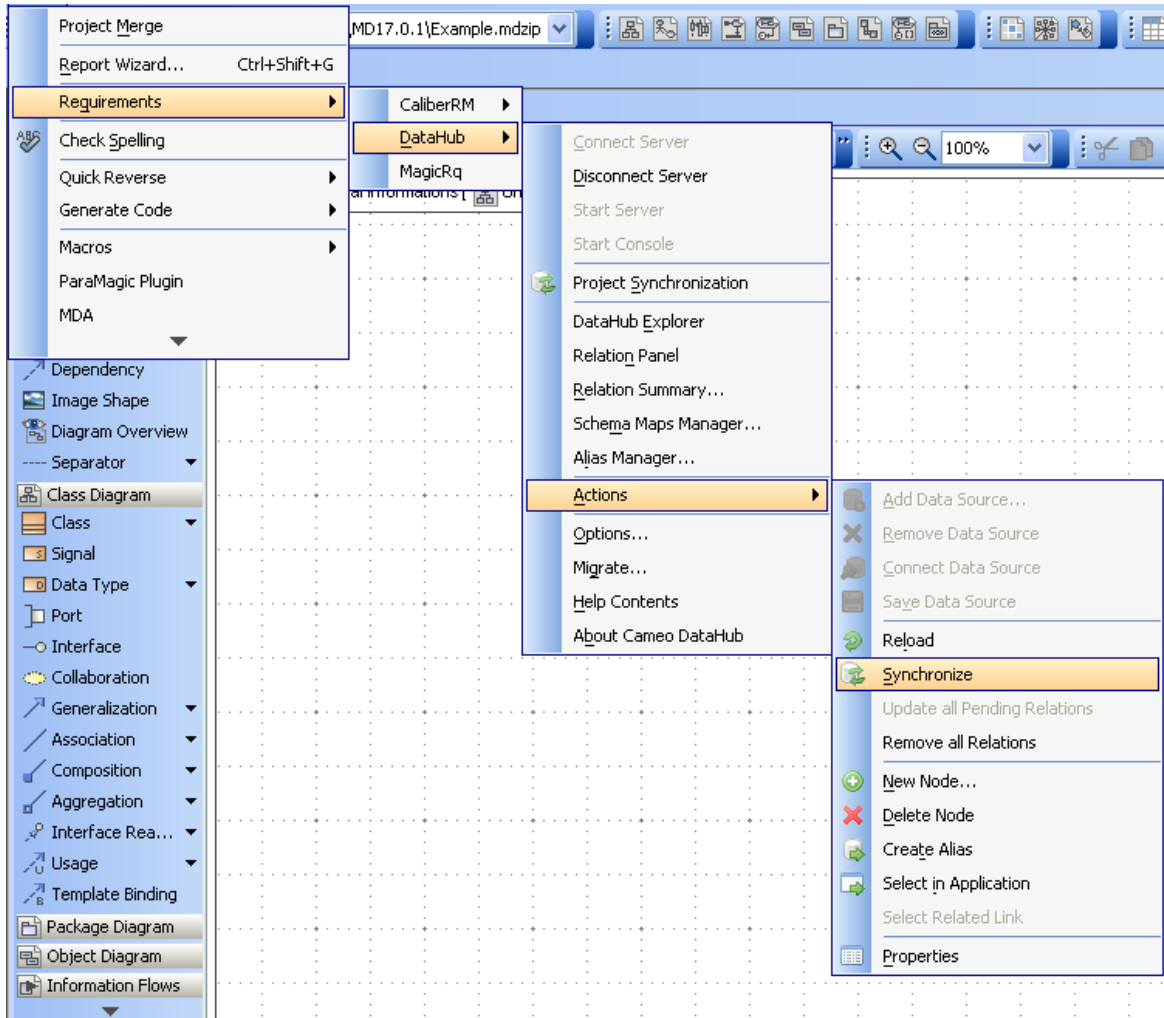 Project Merge
Report Wizard... Ctrl+Shift+G
Requirements
Check Spelling
Quick Reverse
Generate Code
Macros
ParaMagic Plugin
MDA
,MD17.0.1\Example.mdzip
100%
CaliberRM
DataHub
MagicRq
Connect Server
Disconnect Server
Start Server
Start Console
Project Synchronization
DataHub Explorer
Relation Panel
Relation Summary...
Schema Maps Manager...
Alias Manager...
Actions
Options...
Migrate...
Help Contents
About Cameo DataHub
Add Data Source...
Remove Data Source
Connect Data Source
Save Data Source
Reload
Synchronize
Update all Pending Relations
Remove all Relations
New Node...
Delete Node
Create Alias
Select in Application
Select Related Link
Properties
Dependency
Image Shape
Diagram Overview
Separator
Class Diagram
Class
Signal
Data Type
Port
Interface
Collaboration
Generalization
Association
Composition
Aggregation
Interface Rea...
Usage
Template Binding
Package Diagram
Object Diagram
Information Flows